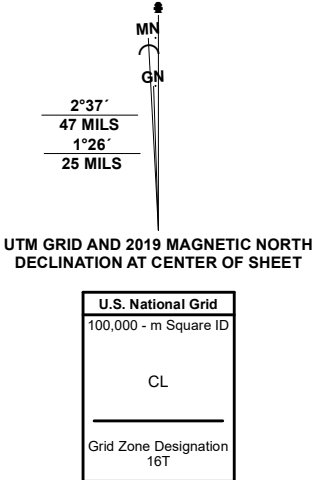 MN
GN
2°37´
47 MILS
1°26´
25 MILS
UTM GRID AND 2019 MAGNETIC NORTH
DECLINATION AT CENTER OF SHEET
U.S. National Grid
100,000 - m Square ID
CL
Grid Zone Designation
16T